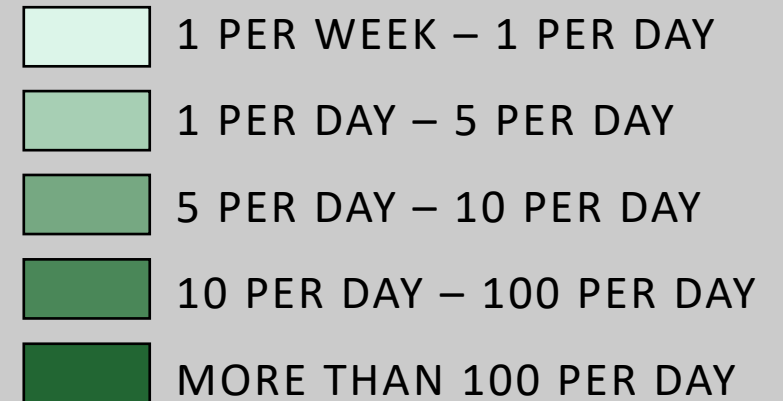 1 PER WEEK – 1 PER DAY
1 PER DAY – 5 PER DAY
5 PER DAY – 10 PER DAY
10 PER DAY – 100 PER DAY
MORE THAN 100 PER DAY